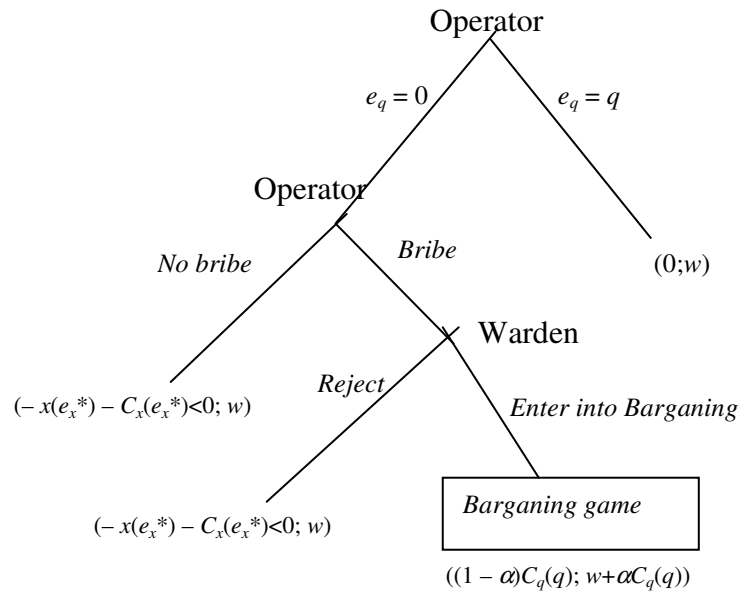 Operator
e_q = 0
e_q = q
Operator
No bribe
Bribe
(0;w)
Warden
Reject
Enter into Barganing
(– x(e_x*) – C_x(e_x*)<0; w)
Barganing game
(– x(e_x*) – C_x(e_x*)<0; w)
((1 – α)C_q(q); w+αC_q(q))